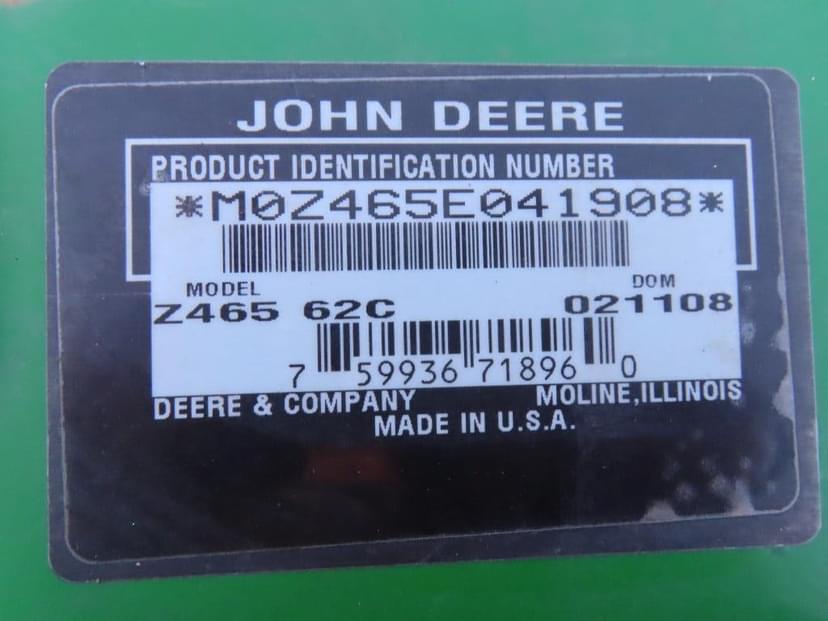 JOHN DEERE
PRODUCT IDENTIFICATION NUMBER
*M0Z465E041908*
MODEL DOM
Z465 62C 021108
7 59936 71896 0
DEERE & COMPANY MOLINE,ILLINOIS
MADE IN U.S.A.